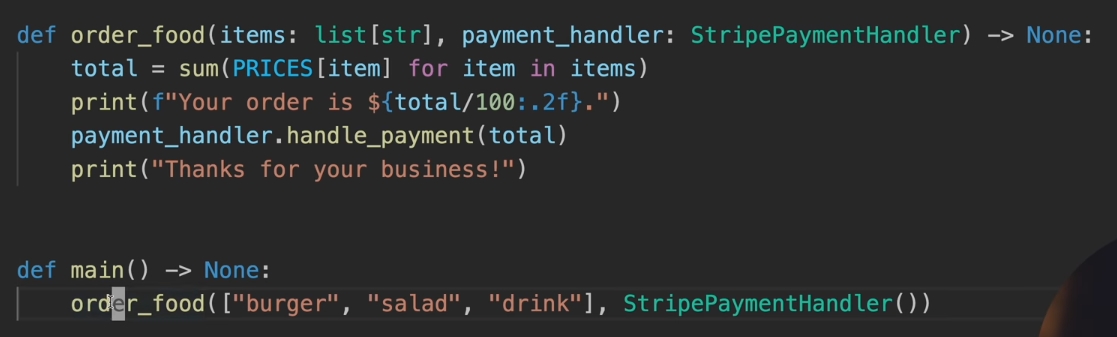 def order_food(items: list[str], payment_handler: StripePaymentHandler) -> None:
    total = sum(PRICES[item] for item in items)
    print(f"Your order is ${total/100:.2f}.")
    payment_handler.handle_payment(total)
    print("Thanks for your business!")
def main() -> None:
    order_food(["burger", "salad", "drink"], StripePaymentHandler())